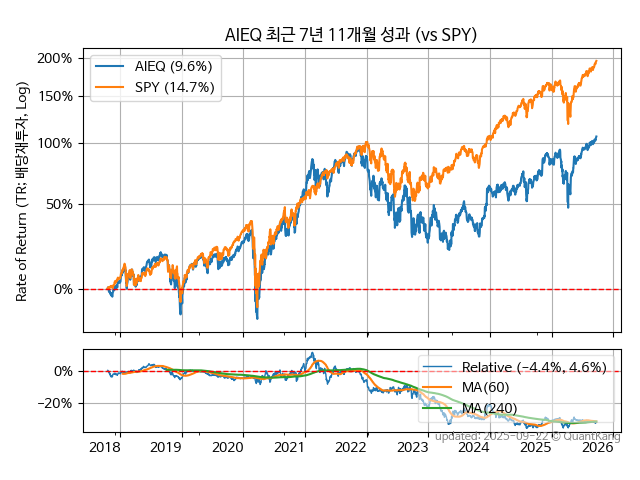 AIEQ 최근 7년 11개월 성과 (vs SPY)
Rate of Return (TR: 배당재투자, Log)
200%
150%
100%
50%
0%
AIEQ (9.6%)
SPY (14.7%)
0%
−20%
Relative (−4.4%, 4.6%)
MA(60)
MA(240)
updated: 2025-09-22 © QuantKang
2018 2019 2020 2021 2022 2023 2024 2025 2026